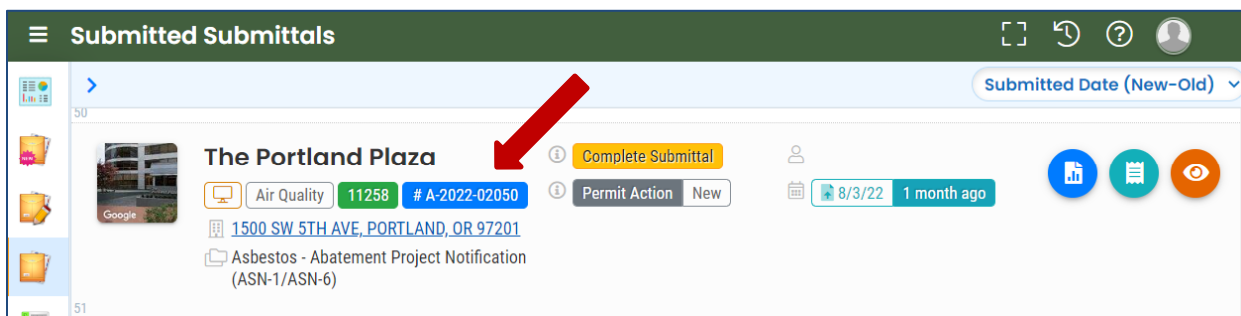 Submitted Submittals
Submitted Date (New-Old)
50
The Portland Plaza
Complete Submittal
Air Quality 11258 # A-2022-02050
Permit Action New
8/3/22 1 month ago
Google
1500 SW 5TH AVE, PORTLAND, OR 97201
Asbestos - Abatement Project Notification
(ASN-1/ASN-6)
51